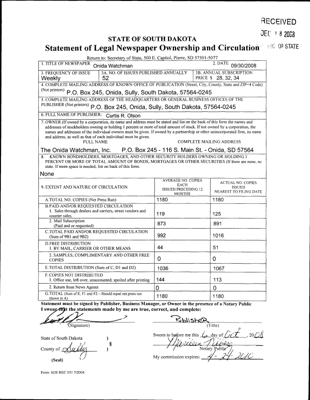 RECEIVED
DEC 18 2008
SEC OF STATE
STATE OF SOUTH DAKOTA
Statement of Legal Newspaper Ownership and Circulation
Return to: Secretary of State, 500 E. Capitol, Pierre, SD 57501-5077
1. TITLE OF NEWSPAPER Onida Watchman
2. DATE 09/30/2008
3. FREQUENCY OF ISSUE Weekly
3A. NO. OF ISSUES PUBLISHED ANNUALLY 52
3B. ANNUAL SUBSCRIPTION PRICE $ 28, 32, 34
4. COMPLETE MAILING ADDRESS OF KNOWN OFFICE OF PUBLICATION (Street, City, County, State and ZIP+4 Code)
(Not printers) P.O. Box 245, Onida, Sully, South Dakota, 57564-0245
5. COMPLETE MAILING ADDRESS OF THE HEADQUARTERS OR GENERAL BUSINESS OFFICES OF THE
PUBLISHER (Not printers) P.O. Box 245, Onida, Sully, South Dakota, 57564-0245
6. FULL NAME OF PUBLISHER: Curtis R. Olson
7. OWNER (If owned by a corporation, its name and address must be stated and list on the back of this form the names and
addresses of stockholders owning or holding 1 percent or more of total amount of stock. If not owned by a corporation, the
names and addresses of the individual owners must be given. If owned by a partnership or other unincorporated firm, its name
and address, as well as that of each individual must be given.
FULL NAME
COMPLETE MAILING ADDRESS
The Onida Watchman, Inc.
P.O. Box 245 - 116 S. Main St. - Onida, SD 57564
8. KNOWN BONDHOLDERS, MORTGAGES, AND OTHER SECURITY HOLDERS OWNING OR HOLDING 1
PERCENT OR MORE OF TOTAL AMOUNT OF BONDS, MORTGAGES OR OTHER SECURITIES (If there are none, so
state. If more space is needed, list on back of this form.
None
9. EXTENT AND NATURE OF CIRCULATION
AVERAGE NO. COPIES EACH ISSUES PRECEDING 12 MONTHS
ACTUAL NO. COPIES ISSUES NEAREST TO FILING DATE
A. TOTAL NO. COPIES (Net Press Run) 1180 1180
B. PAID AND/OR REQUESTED CIRCULATION
1. Sales through dealers and carriers, street vendors and
counter sales. 119 125
2. Mail Subscription
(Paid and or requested) 873 891
C. TOTAL PAID AND/OR REQUESTED CIRCULATION
(Sum of 9B1 and 9B2) 992 1016
D. FREE DISTRIBUTION
1. BY MAIL, CARRIER OR OTHER MEANS 44 51
2. SAMPLES, COMPLIMENTARY AND OTHER FREE
COPIES 0 0
E. TOTAL DISTRIBUTION (Sum of C, D1 and D2) 1036 1067
F. COPIES NOT DISTRIBUTED
1. Office use, left over, unaccounted, spoiled after printing 144 113
2. Return from News Agents 0 0
G. TOTAL (Sum of E, F1 and F2 - Should equal net press run
shown in A) 1180 1180
Statement must be signed by Publisher, Business Manager, or Owner in the presence of a Notary Public
I swear that the statements made by me are true, correct, and complete:
Publisher
(Signature)
(Title)
State of South Dakota )
County of Sully ) §
(Seal)
Sworn to before me this 6 day of Oct 2008
Notary Public
My commission expires: